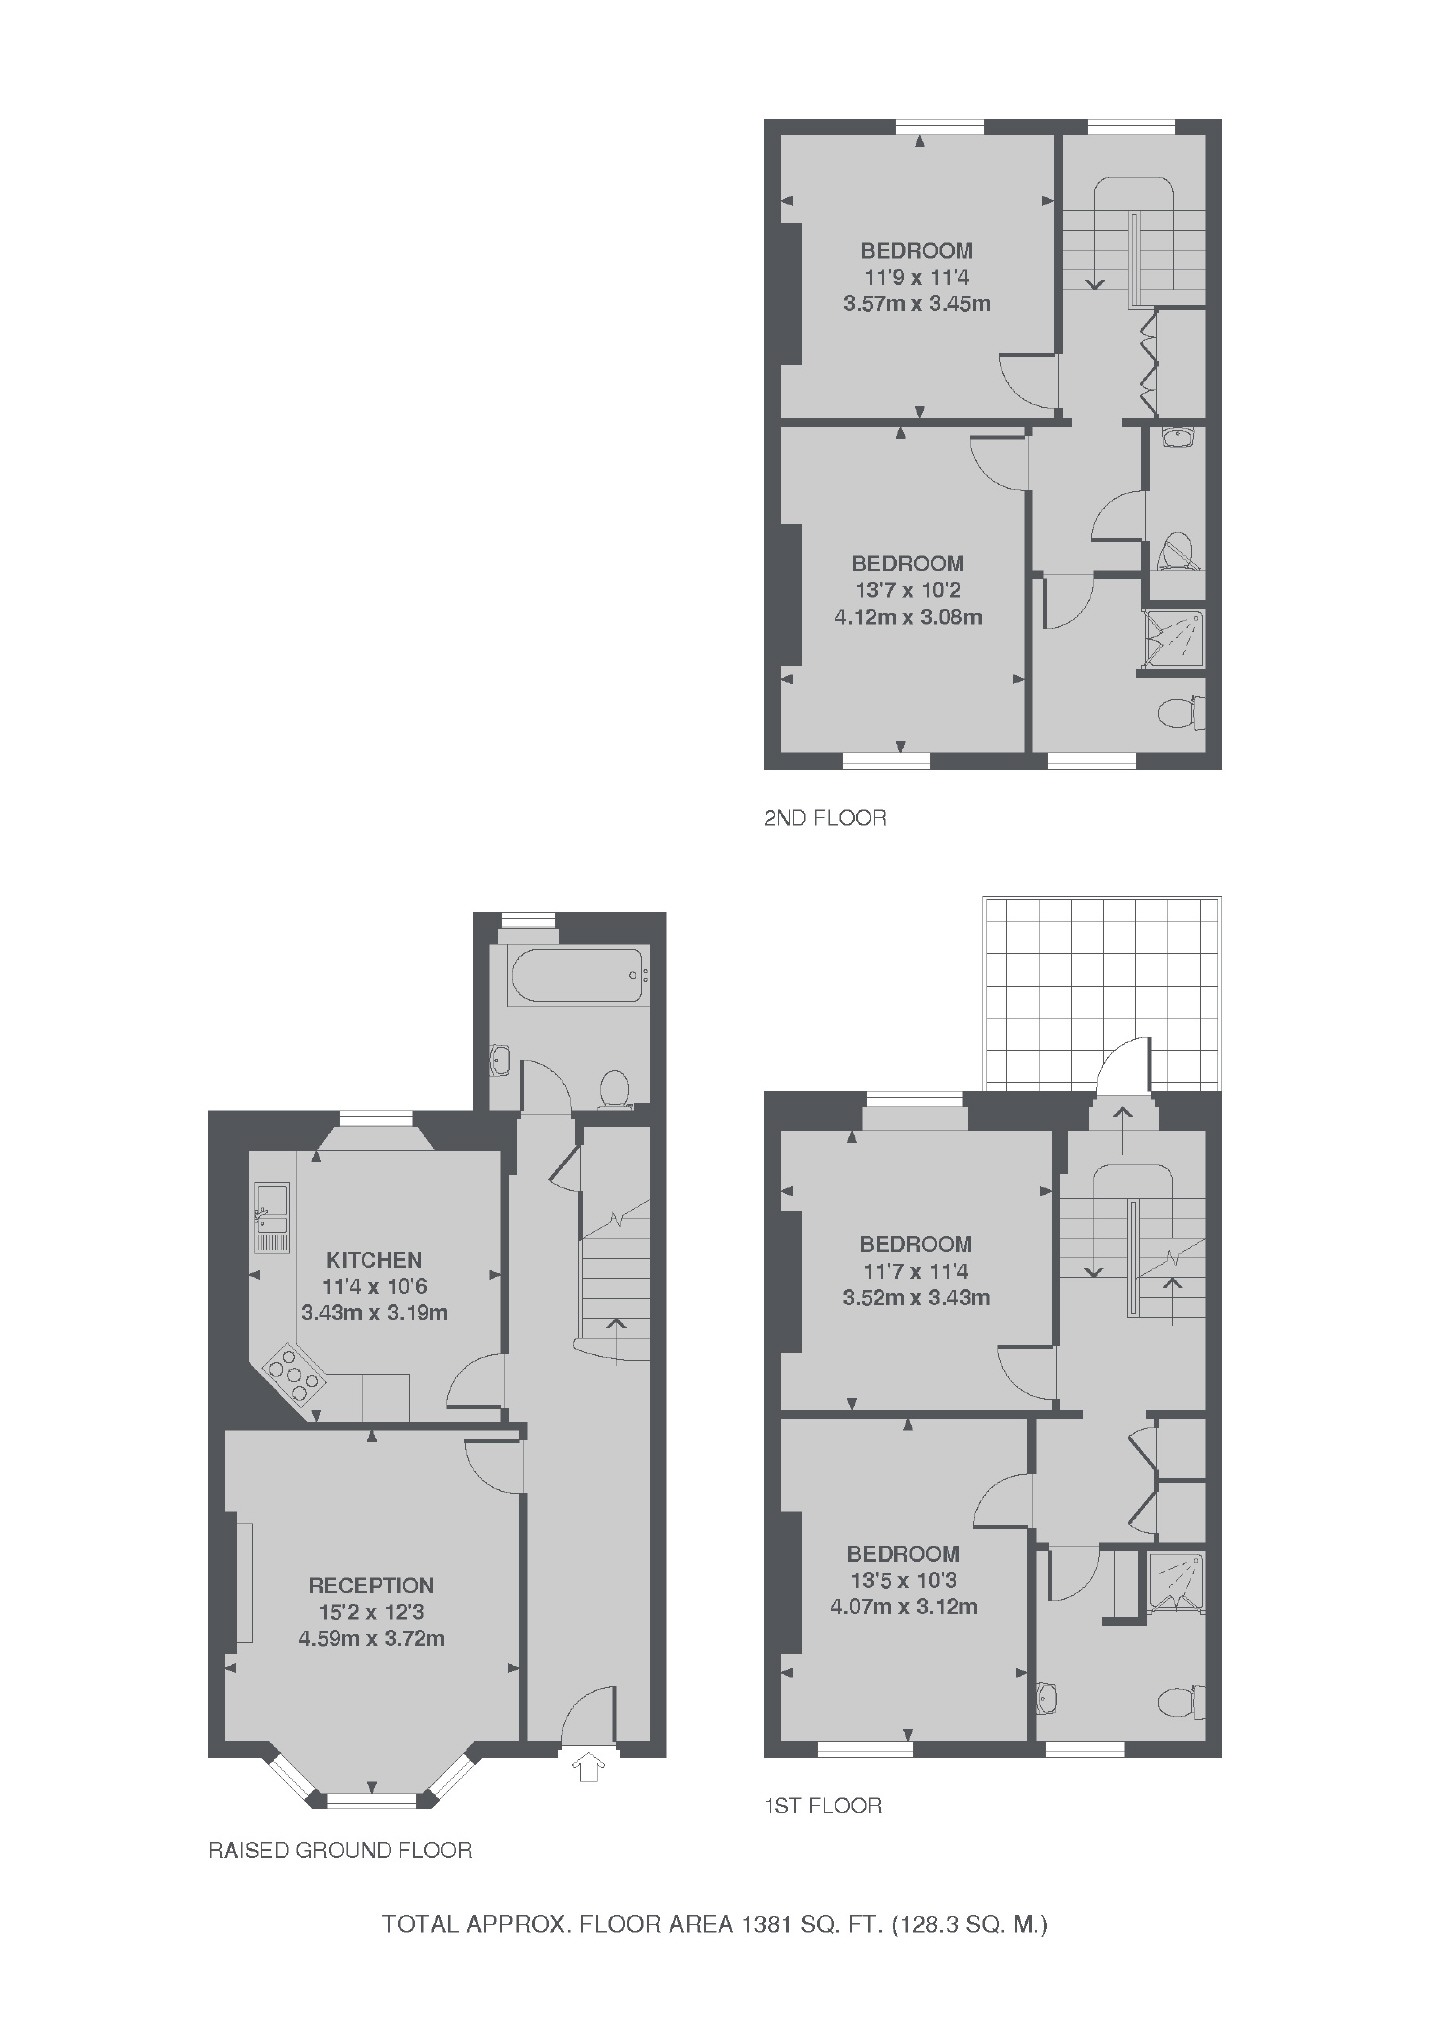 BEDROOM
11'9 x 11'4
3.57m x 3.45m
BEDROOM
13'7 x 10'2
4.12m x 3.08m
2ND FLOOR
KITCHEN
11'4 x 10'6
3.43m x 3.19m
RECEPTION
15'2 x 12'3
4.59m x 3.72m
RAISED GROUND FLOOR
BEDROOM
11'7 x 11'4
3.52m x 3.43m
BEDROOM
13'5 x 10'3
4.07m x 3.12m
1ST FLOOR
TOTAL APPROX. FLOOR AREA 1381 SQ. FT. (128.3 SQ. M.)